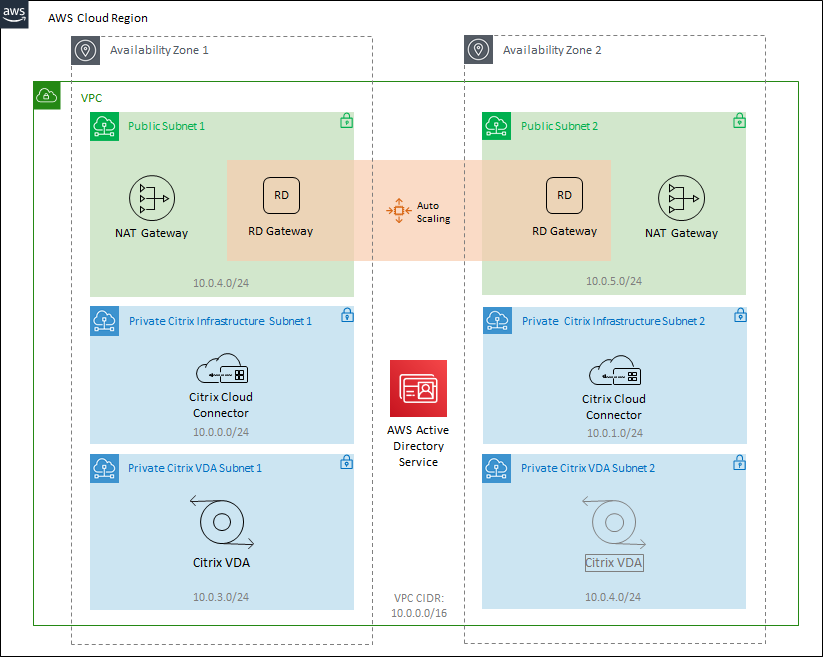 aws
AWS Cloud Region
Availability Zone 1
Availability Zone 2
VPC
Public Subnet 1
NAT Gateway
RD
RD Gateway
10.0.4.0/24
Auto
Scaling
Public Subnet 2
RD
RD Gateway
NAT Gateway
10.0.5.0/24
Private Citrix Infrastructure Subnet 1
Citrix Cloud
Connector
10.0.0.0/24
AWS Active
Directory
Service
Private Citrix Infrastructure Subnet 2
Citrix Cloud
Connector
10.0.1.0/24
Private Citrix VDA Subnet 1
Citrix VDA
10.0.3.0/24
VPC CIDR:
10.0.0.0/16
Private Citrix VDA Subnet 2
Citrix VDA
10.0.4.0/24